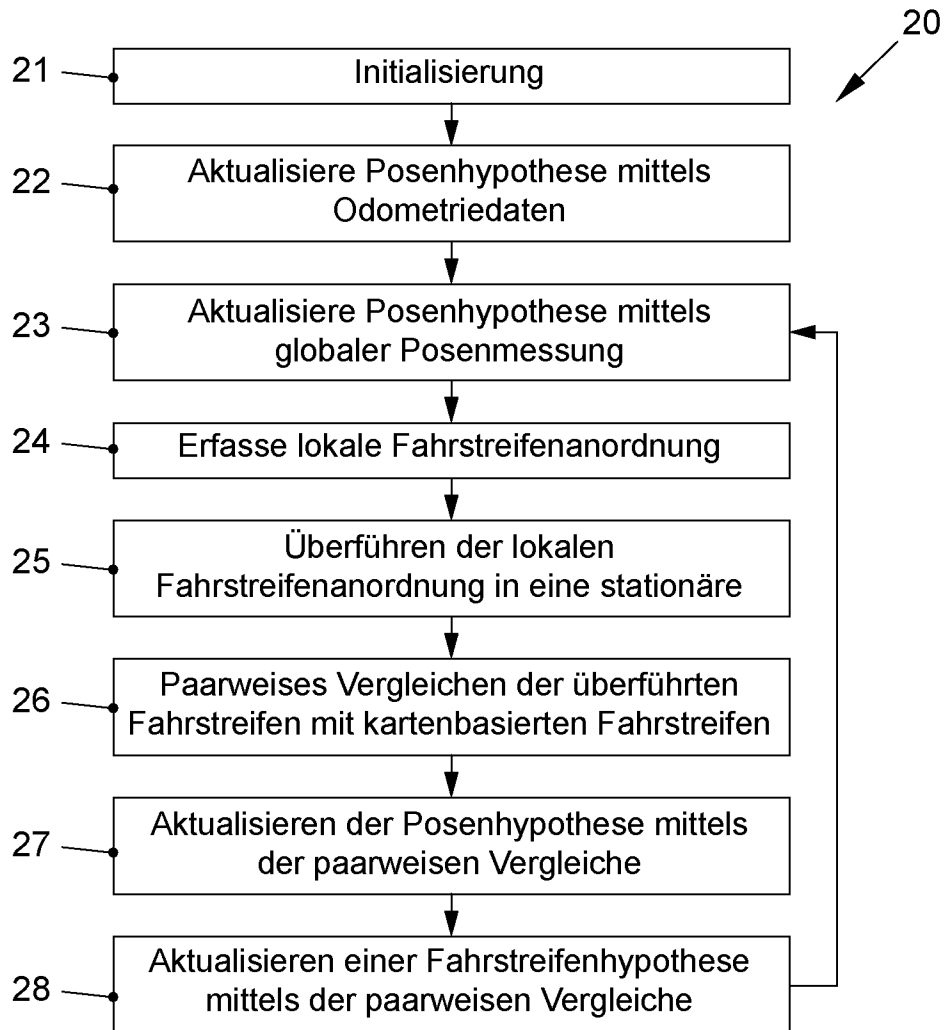 20
21
Initialisierung
22
Aktualisiere Posenhypothese mittels
Odometriedaten
23
Aktualisiere Posenhypothese mittels
globaler Posenmessung
24
Erfasse lokale Fahrstreifenanordnung
25
Überführen der lokalen
Fahrstreifenanordnung in eine stationäre
26
Paarweises Vergleichen der überführten
Fahrstreifen mit kartenbasierten Fahrstreifen
27
Aktualisieren der Posenhypothese mittels
der paarweisen Vergleiche
28
Aktualisieren einer Fahrstreifenhypothese
mittels der paarweisen Vergleiche